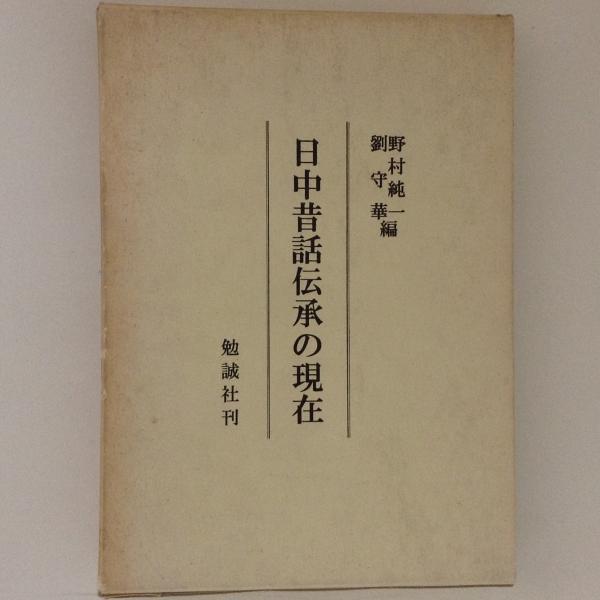 野村純一
劉守華編
日中昔話伝承の現在
勉誠社刊